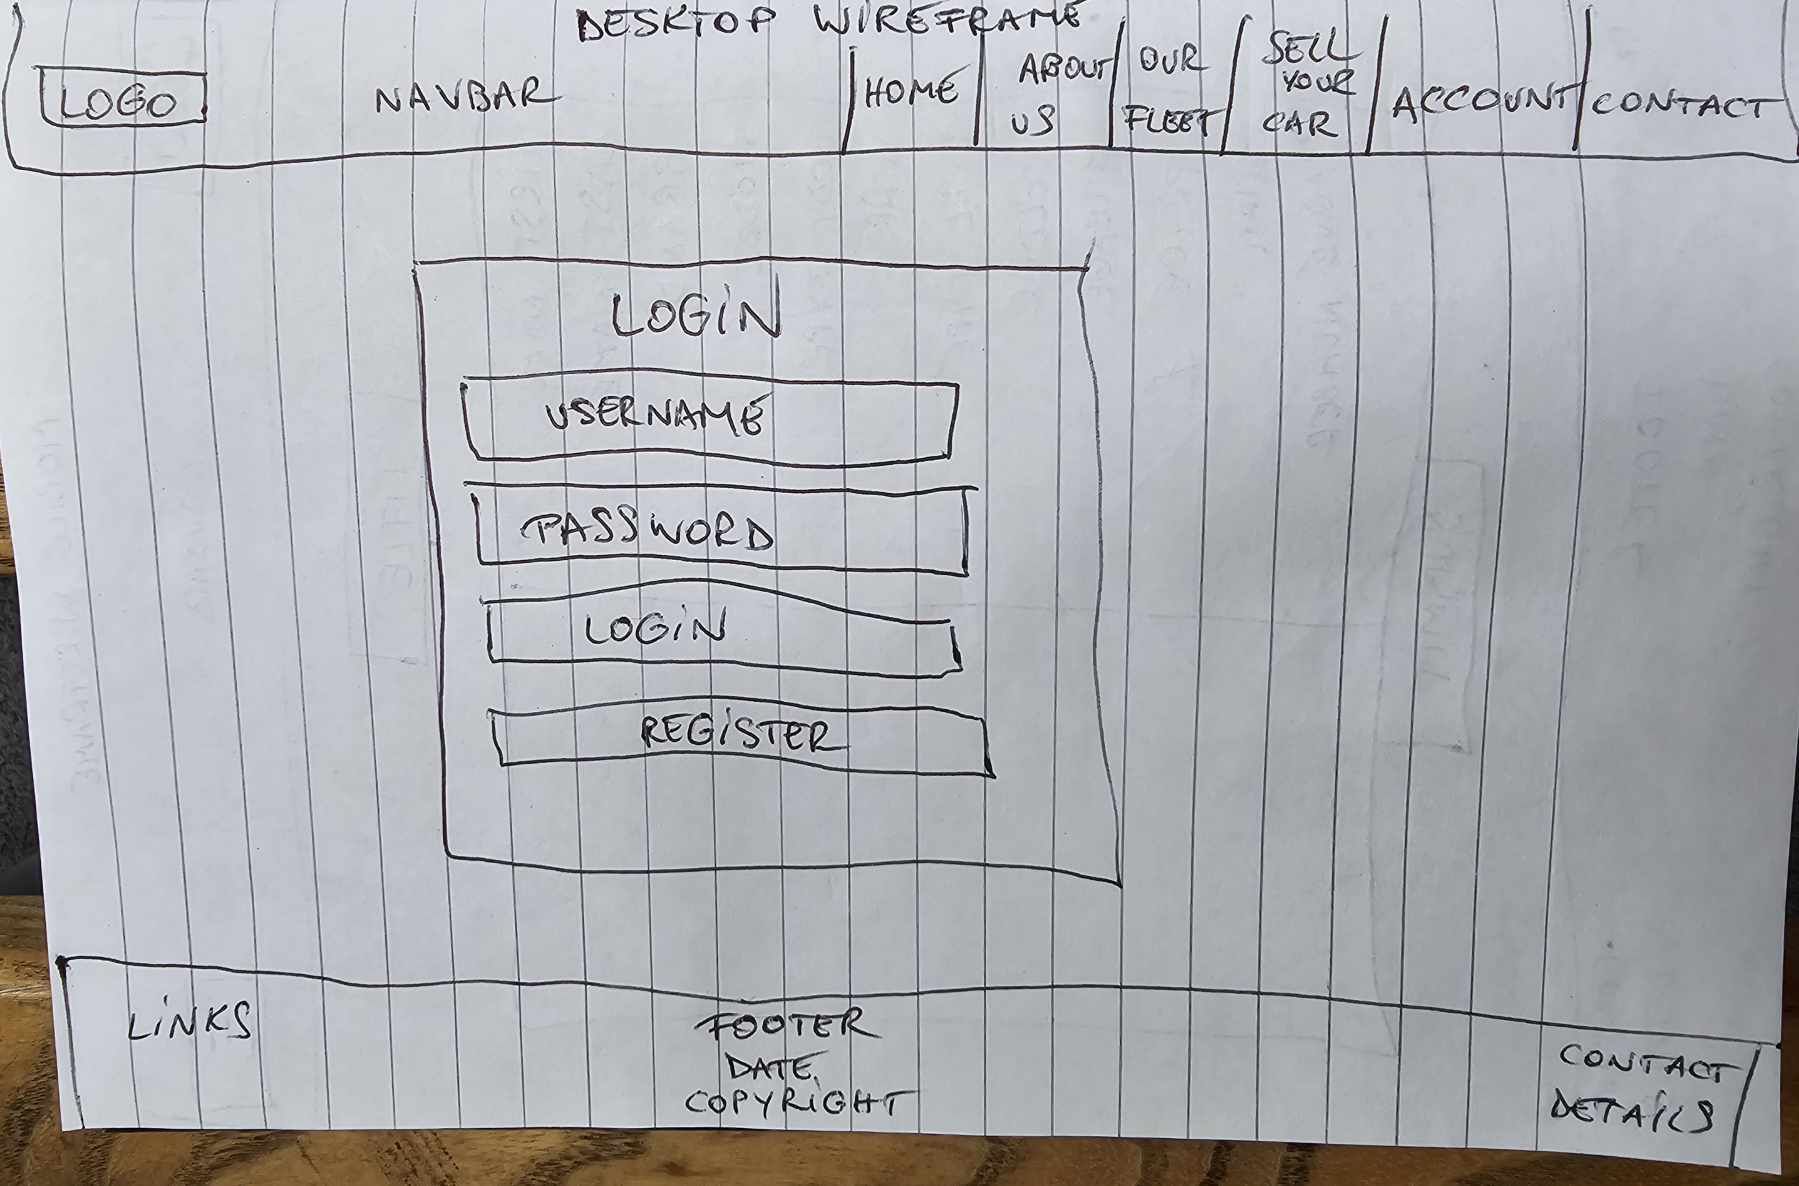 DESKTOP WIREFRAME
LOGO
NAVBAR
HOME
ABOUT
US
OUR
FLEET
SELL
YOUR
CAR
ACCOUNT
CONTACT
LOGIN
USERNAME
PASSWORD
LOGIN
REGISTER
LINKS
FOOTER
DATE
COPYRIGHT
CONTACT
DETAILS